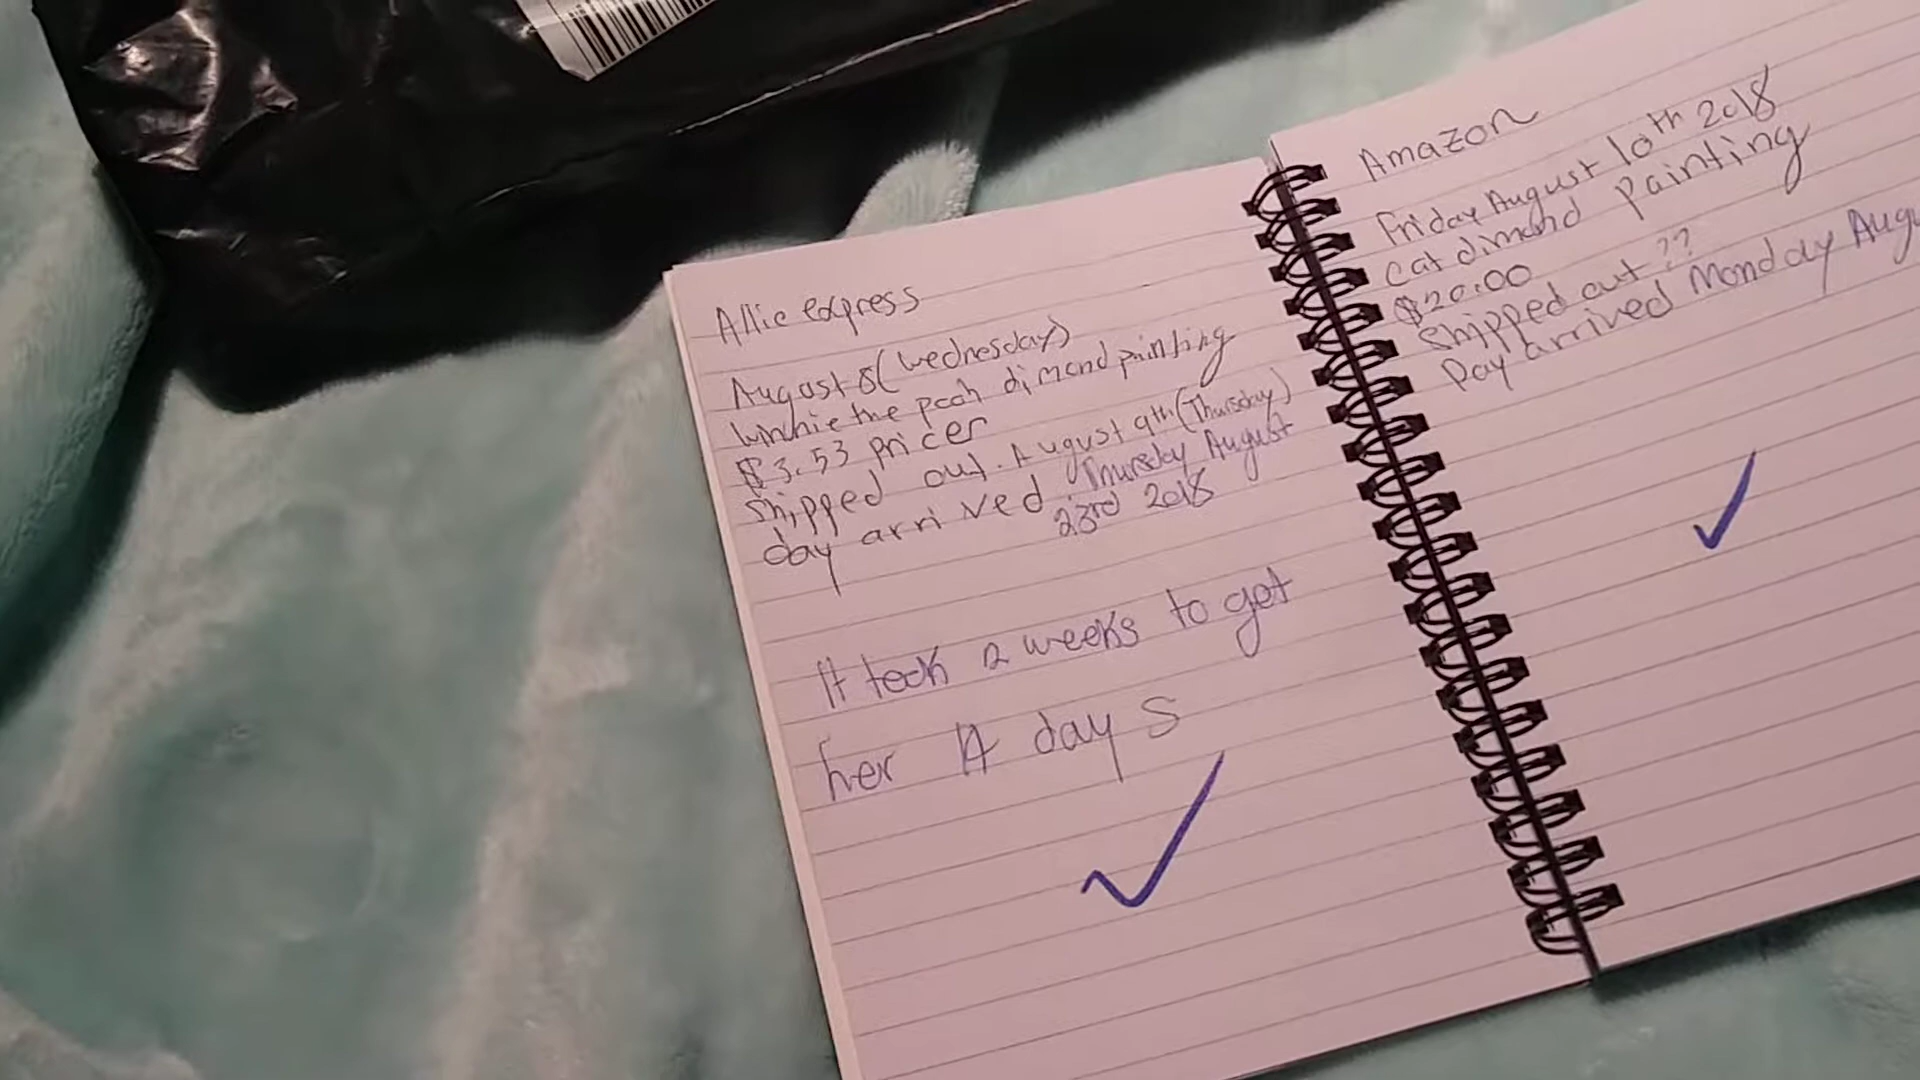 Allie express
August 8 (Wednesday)
Winnie the pooh dimond painting
$3.53 pricer
Shipped out. August 9th (Thursday)
day arrived Thursday August
23rd 2018
It took 2 weeks to get
her 14 days
Amazon
Friday August 10th 2018
Cat dimond painting
$20.00
Shipped out ??
Day arrived Monday Augu